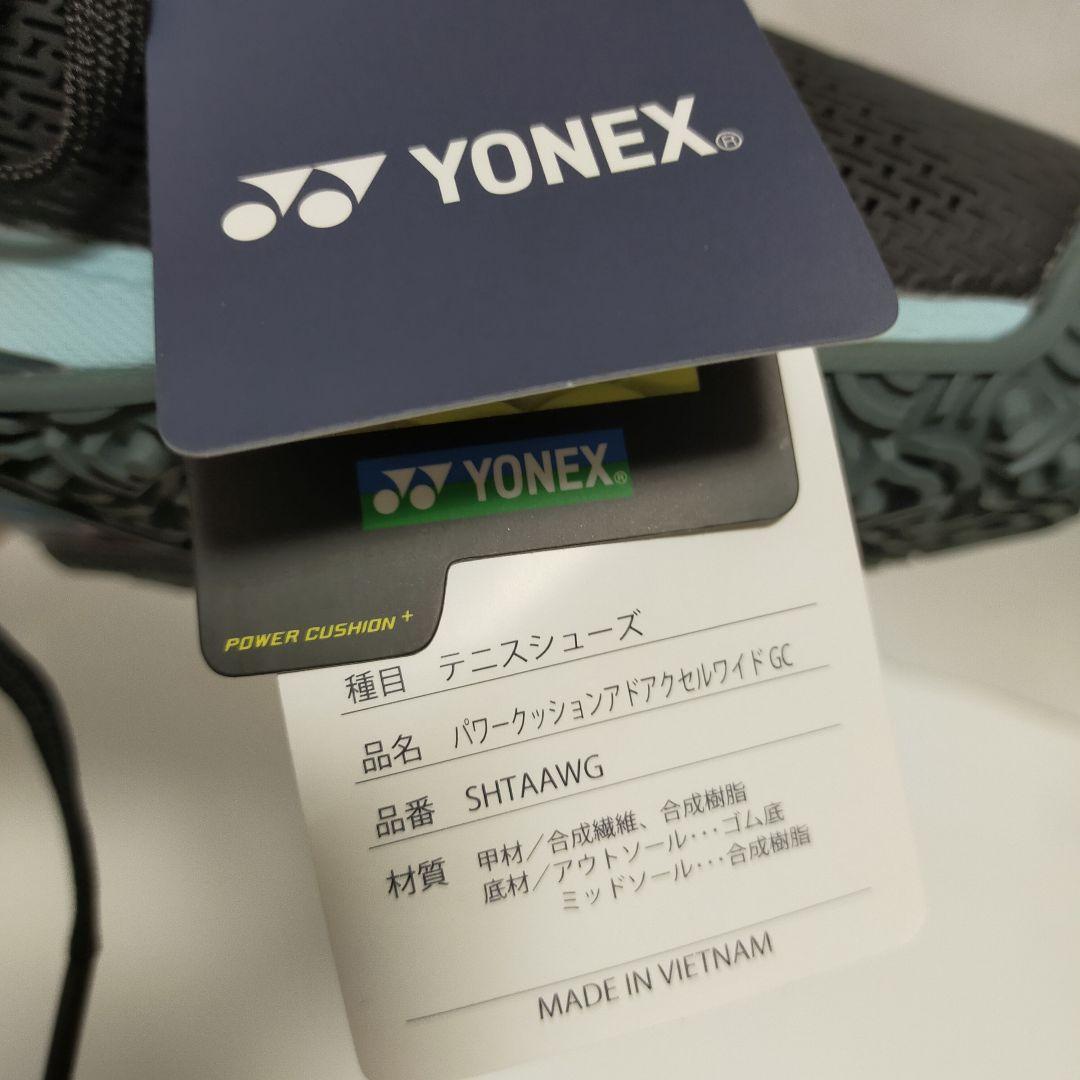 YONEX®
YONEX®
POWER CUSHION+
種目 テニスシューズ
品名 パワークッションアドアクセルワイドGC
品番 SHTAAWG
材質 甲材/合成繊維、合成樹脂
底材/アウトソール･･･ゴム底
ミッドソール･･･合成樹脂
MADE IN VIETNAM